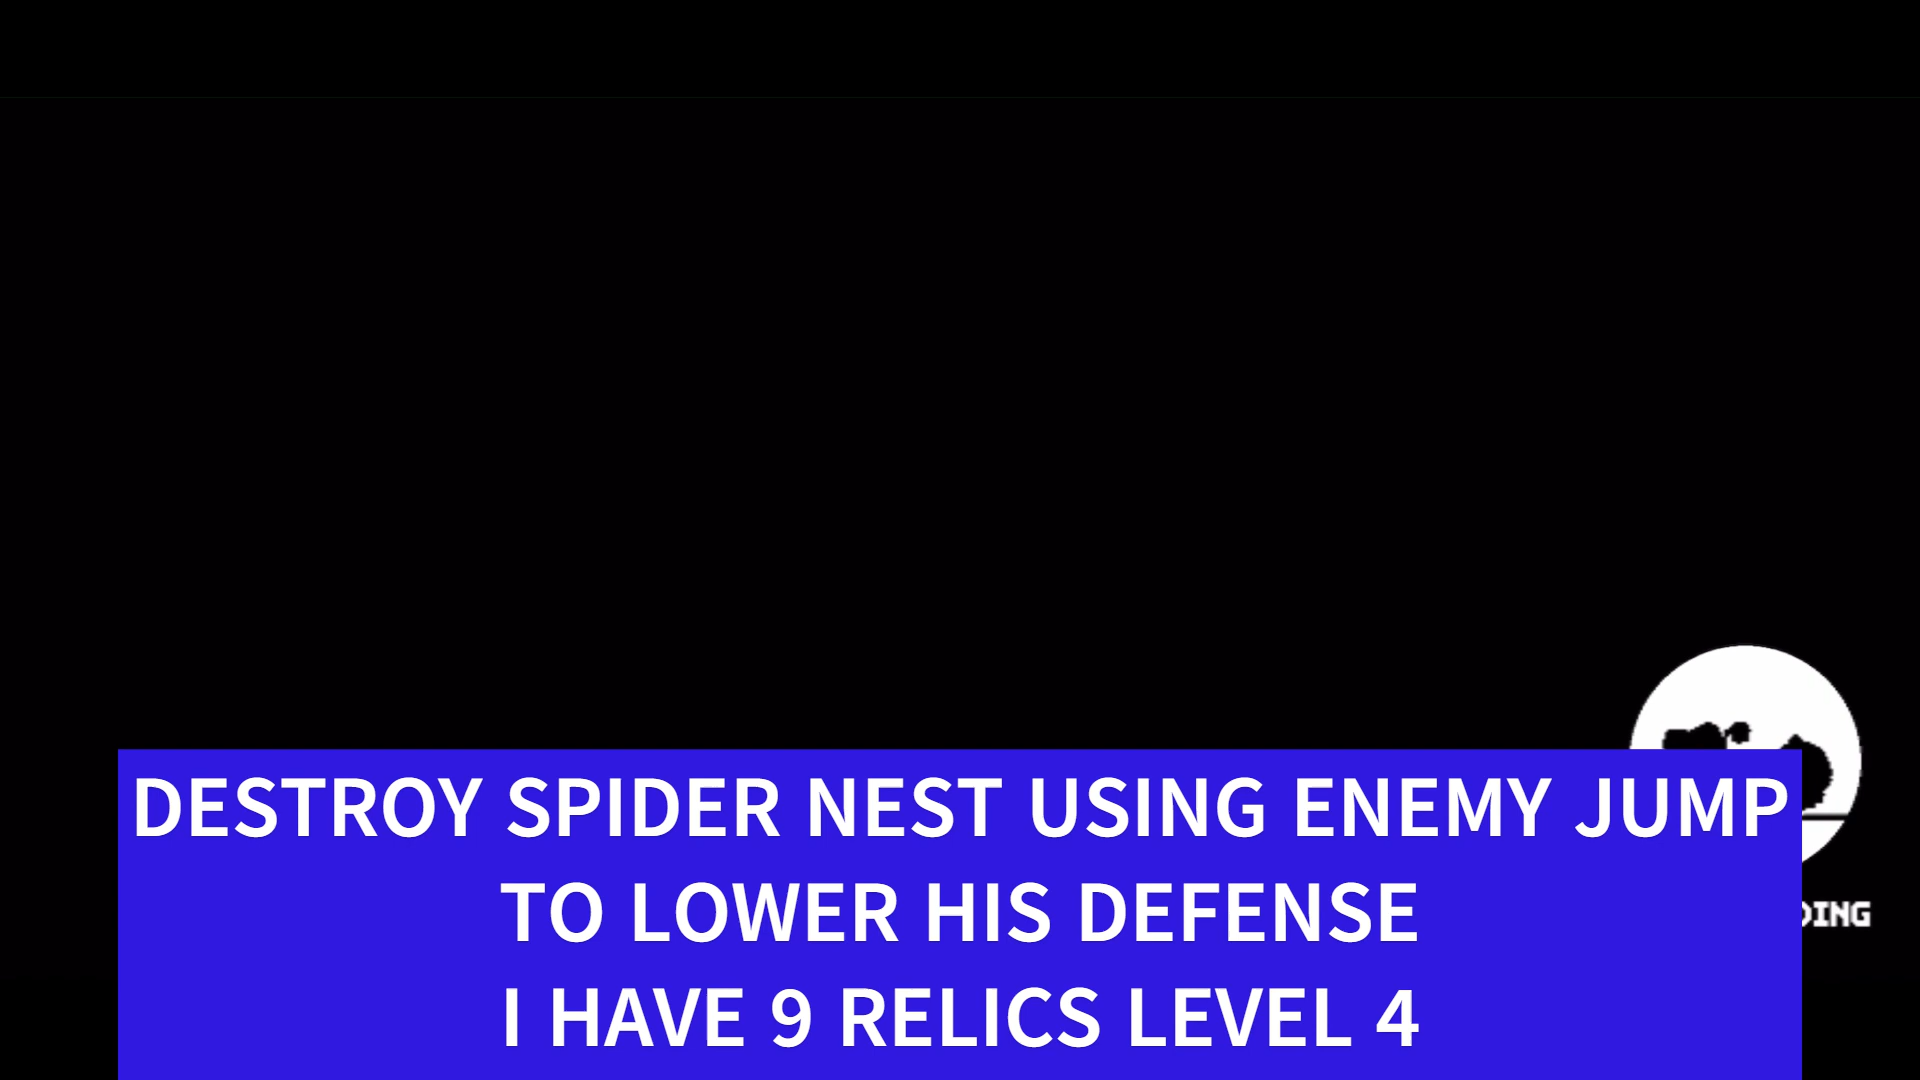 DESTROY SPIDER NEST USING ENEMY JUMP
TO LOWER HIS DEFENSE
I HAVE 9 RELICS LEVEL 4